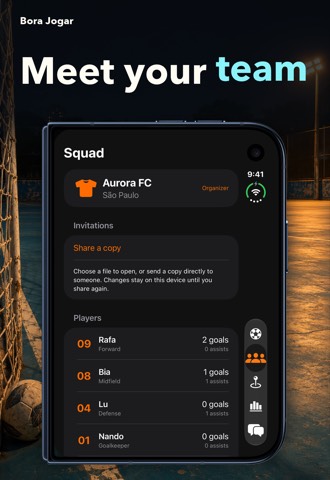 Bora Jogar
Meet your team
Squad
9:41
Aurora FC
São Paulo
Organizer
Invitations
Share a copy
Choose a file to open, or send a copy directly to
someone. Changes stay on this device until you
share again.
Players
09 Rafa 2 goals
Forward 0 assists
08 Bia 1 goals
Midfield 1 assists
04 Lu 0 goals
Defense 1 assists
01 Nando 0 goals
Goalkeeper 0 assists